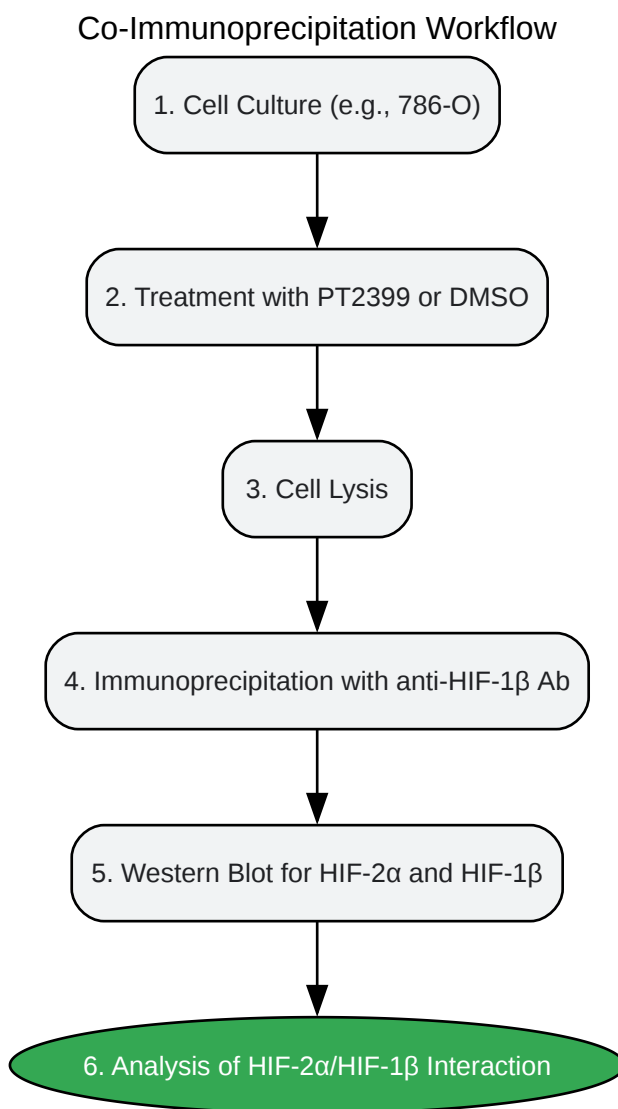 Co-Immunoprecipitation Workflow
1. Cell Culture (e.g., 786-O)
2. Treatment with PT2399 or DMSO
3. Cell Lysis
4. Immunoprecipitation with anti-HIF-1β Ab
5. Western Blot for HIF-2α and HIF-1β
6. Analysis of HIF-2α/HIF-1β Interaction